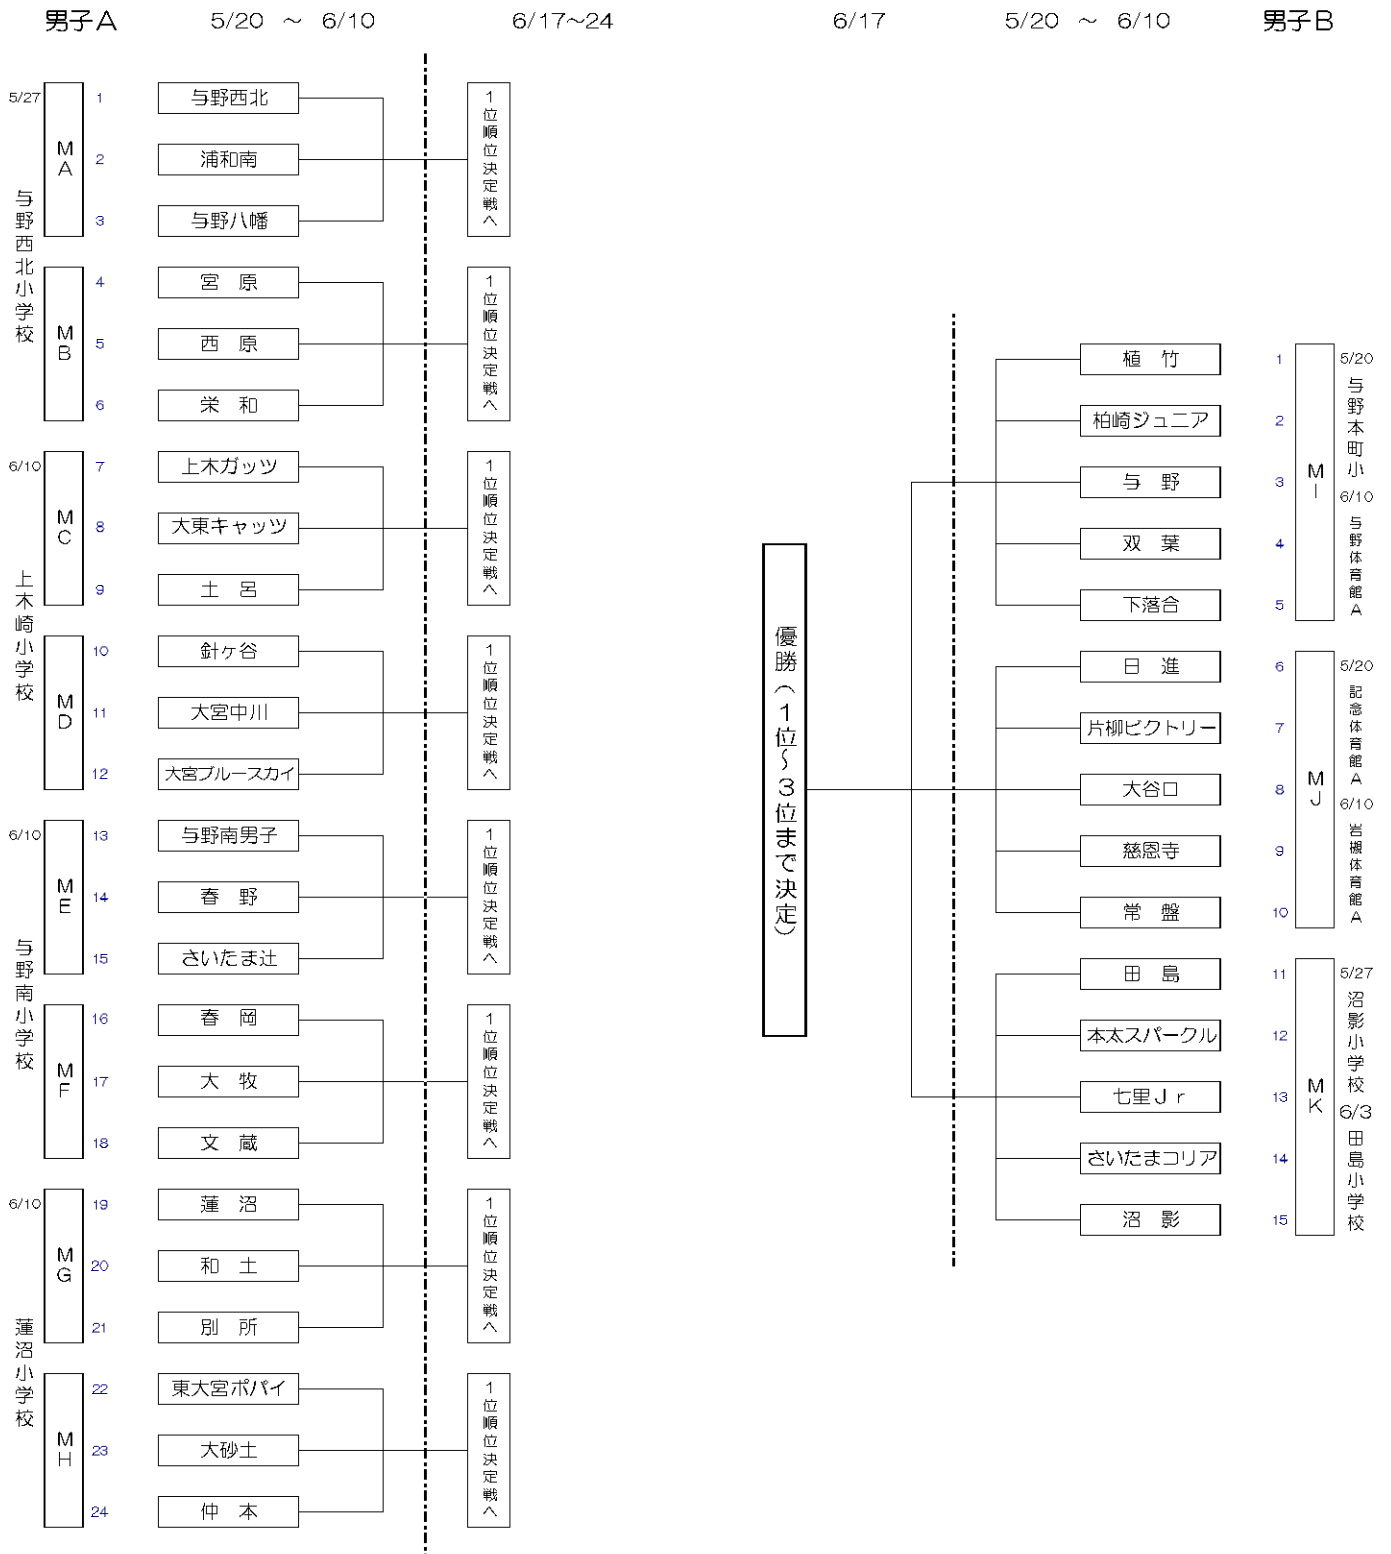 男子A 5/20 ～ 6/10 6/17~24
5/27
与野西北小学校
MA
1 与野西北
2 浦和南
3 与野八幡
1位順位決定戦へ
MB
4 宮 原
5 西 原
6 栄 和
1位順位決定戦へ
6/10
上木崎小学校
MC
7 上木ガッツ
8 大東キャッツ
9 土 呂
1位順位決定戦へ
MD
10 針ヶ谷
11 大宮中川
12 大宮ブルースカイ
1位順位決定戦へ
6/10
与野南小学校
ME
13 与野南男子
14 春 野
15 さいたま辻
1位順位決定戦へ
MF
16 春 岡
17 大 牧
18 文 蔵
1位順位決定戦へ
6/10
蓮沼小学校
MG
19 蓮 沼
20 和 土
21 別 所
1位順位決定戦へ
MH
22 東大宮ポパイ
23 大砂土
24 仲 本
1位順位決定戦へ
6/17 5/20 ～ 6/10 男子B
優勝（1位～3位まで決定）
植 竹 1
柏崎ジュニア 2
与 野 3
双 葉 4
下落合 5
MI
5/20
与野本町小
6/10
与野体育館A
日 進 6
片柳ビクトリー 7
大谷口 8
慈恩寺 9
常 盤 10
MJ
5/20
記念体育館A
6/10
岩槻体育館A
田 島 11
本太スパークル 12
七里Ｊｒ 13
さいたまコリア 14
沼 影 15
MK
5/27
沼影小学校
6/3
田島小学校